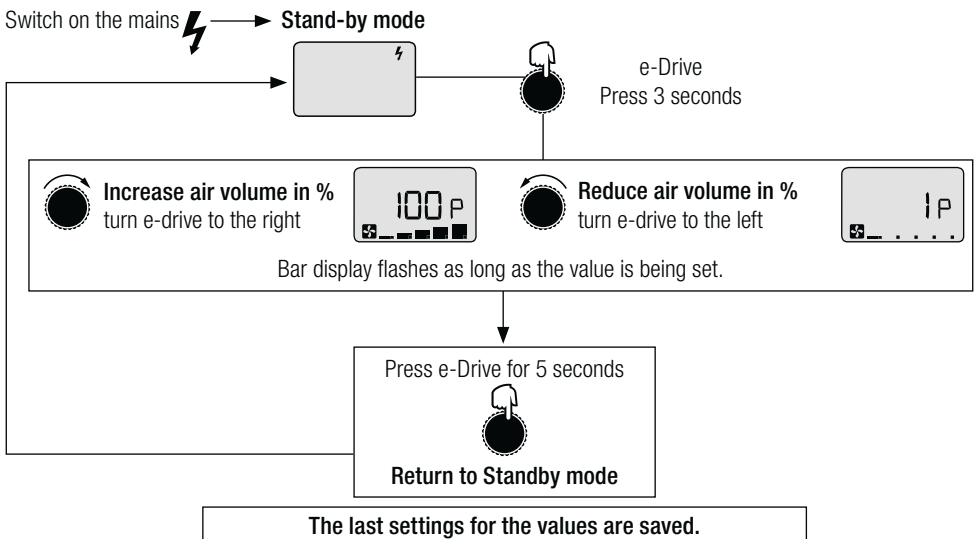 Switch on the mains Stand-by mode
e-Drive
Press 3 seconds
Increase air volume in %
turn e-drive to the right
100 P
Reduce air volume in %
turn e-drive to the left
1 P
Bar display flashes as long as the value is being set.
Press e-Drive for 5 seconds
Return to Standby mode
The last settings for the values are saved.